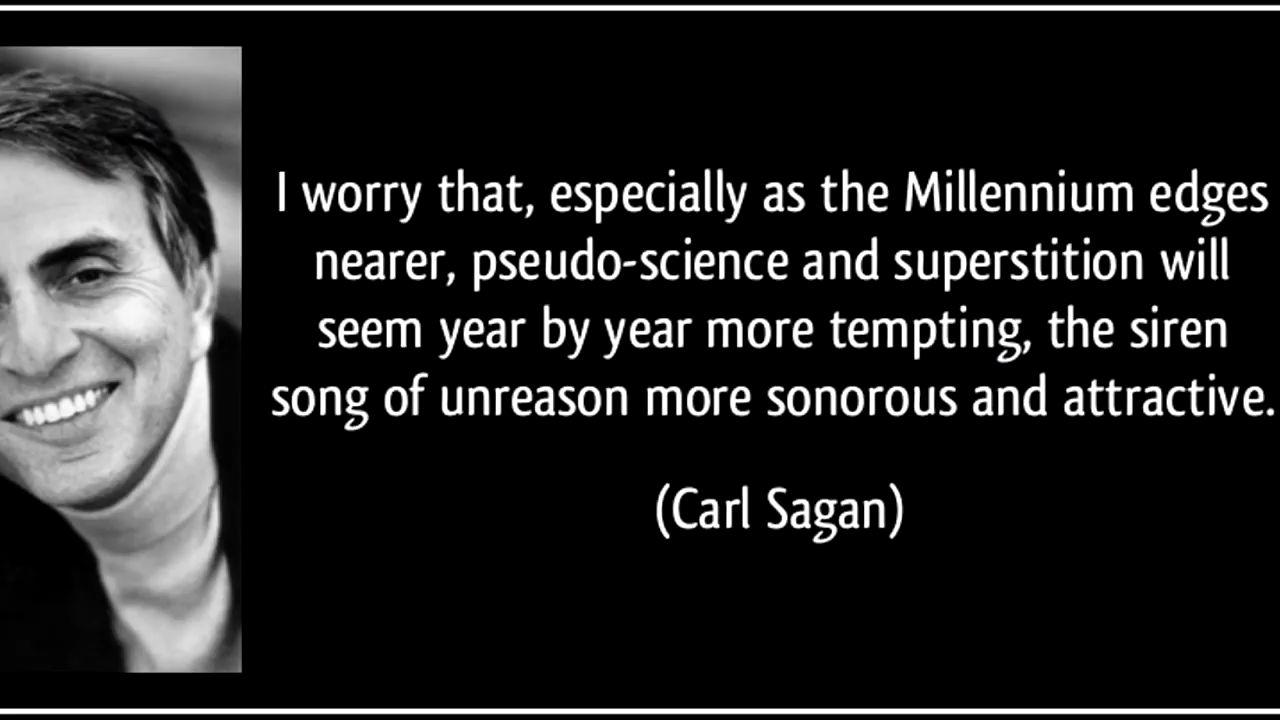 I worry that, especially as the Millennium edges
nearer, pseudo-science and superstition will
seem year by year more tempting, the siren
song of unreason more sonorous and attractive.
(Carl Sagan)